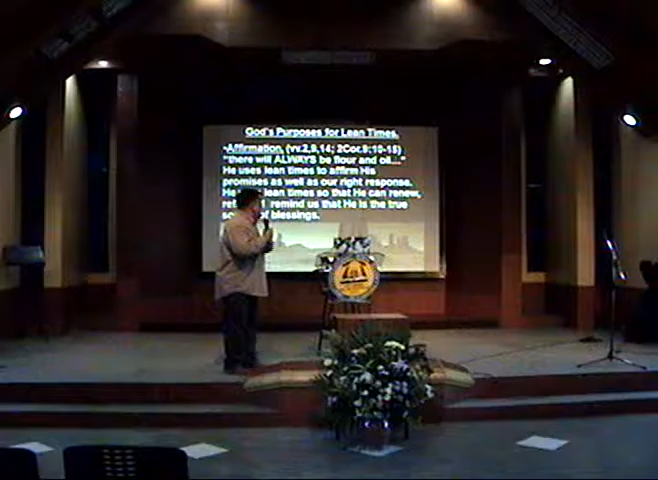 God's Purposes for Lean Times.
-Affirmation. (vv.2,9,14; 2Cor.9:10-15)
"there will ALWAYS be flour and oil..."
He uses lean times to affirm His
promises as well as our right response.
He lean times so that He can renew,
remind us that He is the true
of blessings.